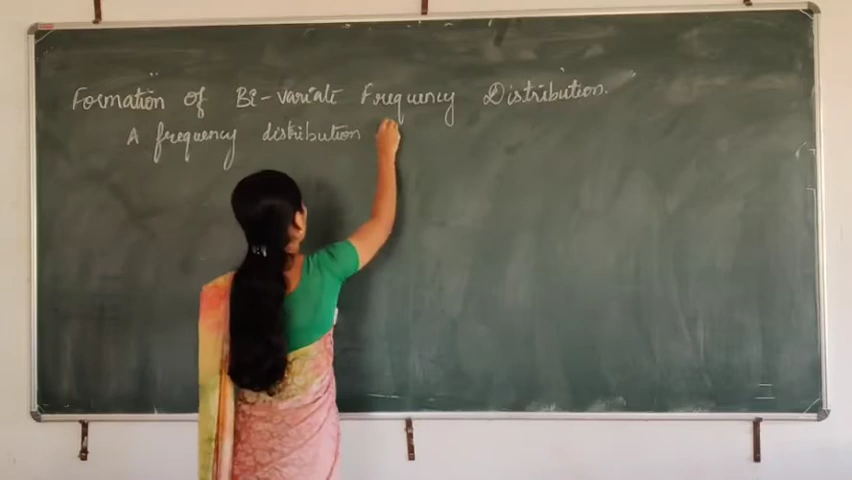 Formation of Bi-variate Frequency Distribution.
A frequency distribution